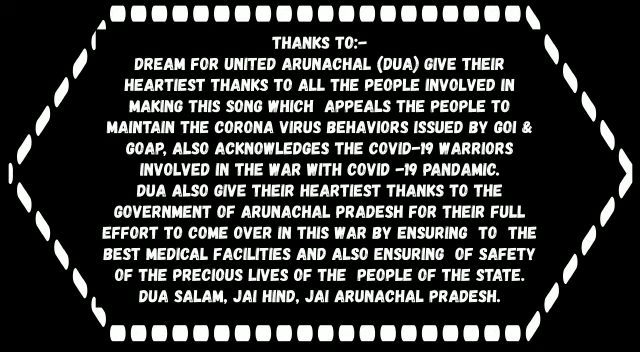 THANKS TO:-
DREAM FOR UNITED ARUNACHAL (DUA) GIVE THEIR
HEARTIEST THANKS TO ALL THE PEOPLE INVOLVED IN
MAKING THIS SONG WHICH APPEALS THE PEOPLE TO
MAINTAIN THE CORONA VIRUS BEHAVIORS ISSUED BY GOI &
GOAP, ALSO ACKNOWLEDGES THE COVID-19 WARRIORS
INVOLVED IN THE WAR WITH COVID -19 PANDAMIC.
DUA ALSO GIVE THEIR HEARTIEST THANKS TO THE
GOVERNMENT OF ARUNACHAL PRADESH FOR THEIR FULL
EFFORT TO COME OVER IN THIS WAR BY ENSURING TO THE
BEST MEDICAL FACILITIES AND ALSO ENSURING OF SAFETY
OF THE PRECIOUS LIVES OF THE PEOPLE OF THE STATE.
DUA SALAM, JAI HIND, JAI ARUNACHAL PRADESH.